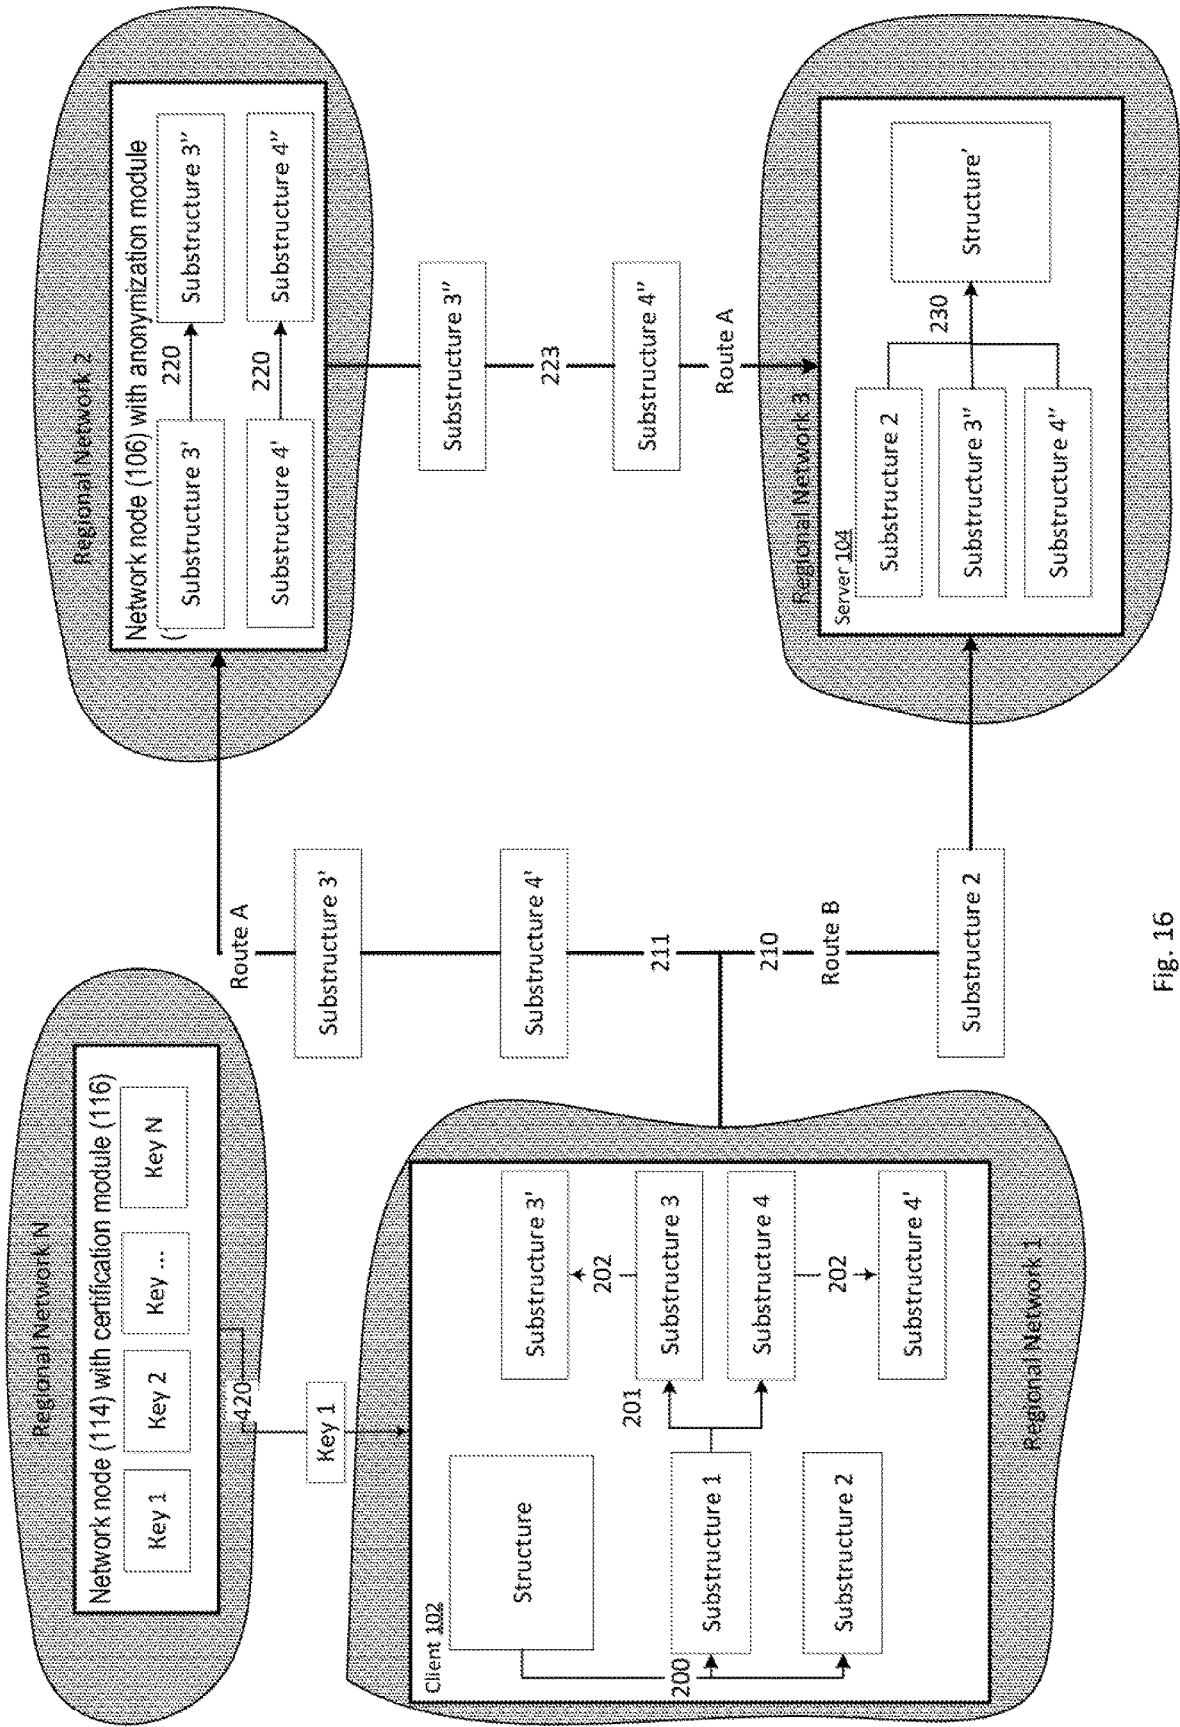 Regional Network N
Network node (114) with certification module (116)
Key 1
Key 2
Key ...
Key N
420
Key 1
Client 102
Structure
200
Substructure 1
Substructure 2
201
Substructure 3
Substructure 4
202
202
Substructure 3'
Substructure 4'
Regional Network 1
Route A
Substructure 3'
Substructure 4'
211
210
Route B
Substructure 2
Regional Network 2
Network node (106) with anonymization module
(
Substructure 3'
220
Substructure 3''
Substructure 4'
220
Substructure 4''
Substructure 3''
223
Substructure 4''
Route A
Regional Network 3
Server 104
Substructure 2
Substructure 3''
Substructure 4''
230
Structure'
Fig. 16